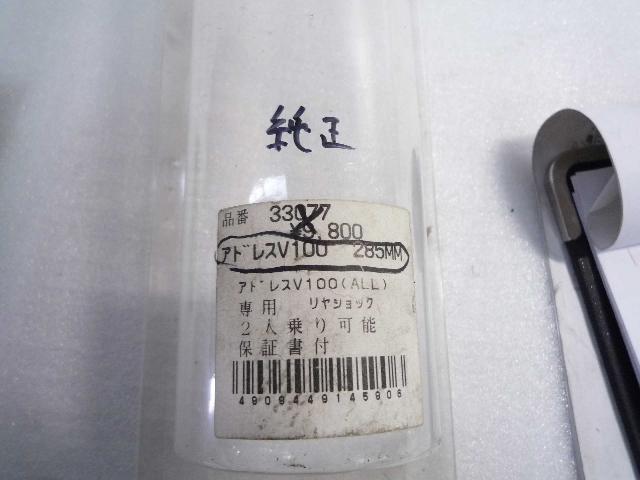 純正
品番 33077
¥9,800
アドレスV100 285MM
アドレスV100(ALL)
専用 リヤショック
2人乗り可能
保証書付
4909449145906